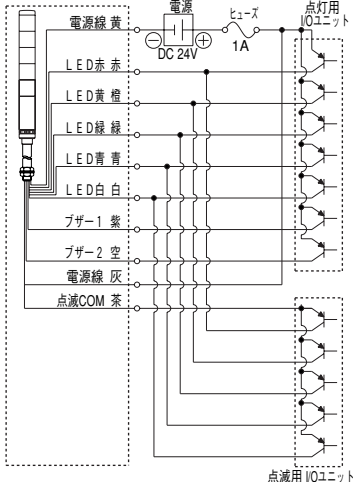 電源線 黄
電源
DC 24V
ヒューズ
1A
点灯用
I/Oユニット
LED赤 赤
LED黄 橙
LED緑 緑
LED青 青
LED白 白
ブザー1 紫
ブザー2 空
電源線 灰
点滅COM 茶
点滅用 I/Oユニット